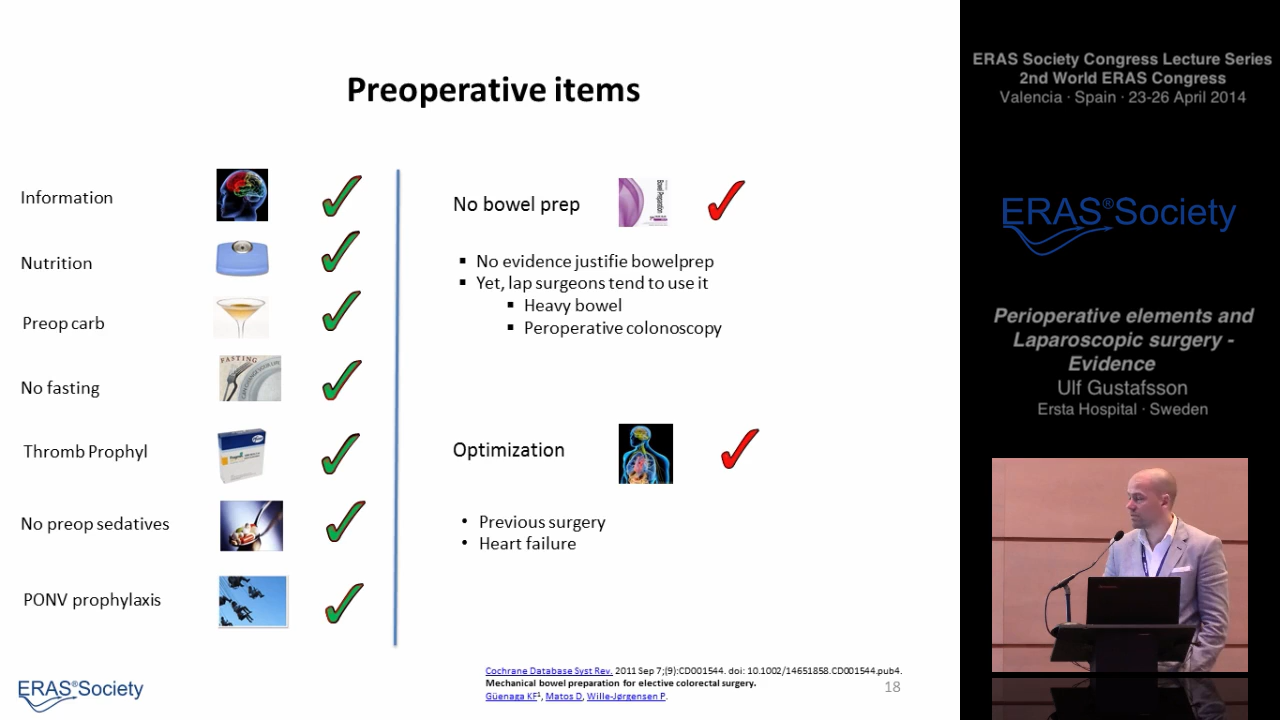 Preoperative items
Information
Nutrition
Preop carb
FASTING
No fasting
Thromb Prophyl
No preop sedatives
PONV prophylaxis
No bowel prep
Bowel Preparation
▪ No evidence justifie bowelprep
▪ Yet, lap surgeons tend to use it
▪ Heavy bowel
▪ Peroperative colonoscopy
Optimization
• Previous surgery
• Heart failure
Cochrane Database Syst Rev. 2011 Sep 7;(9):CD001544. doi: 10.1002/14651858.CD001544.pub4.
Mechanical bowel preparation for elective colorectal surgery.
Güenaga KF¹, Matos D, Wille-Jørgensen P.
18
ERAS®Society
ERAS Society Congress Lecture Series
2nd World ERAS Congress
Valencia · Spain · 23-26 April 2014
ERAS®Society
Perioperative elements and
Laparoscopic surgery -
Evidence
Ulf Gustafsson
Ersta Hospital · Sweden